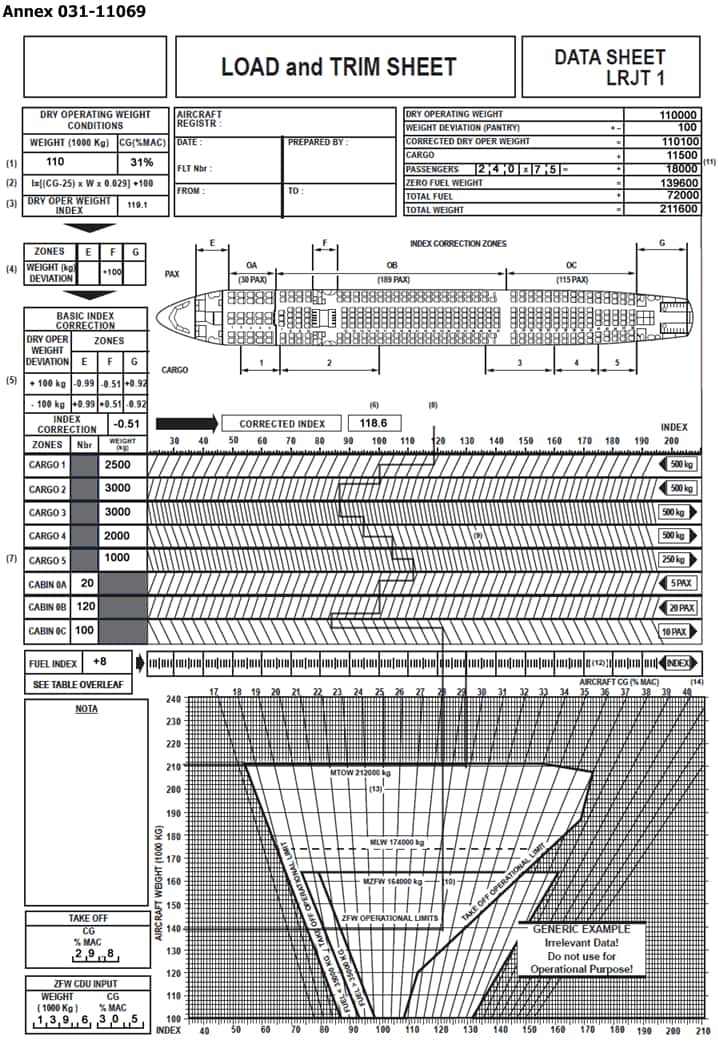 Annex 031-11069
LOAD and TRIM SHEET
DATA SHEET
LRJT 1
DRY OPERATING WEIGHT
CONDITIONS
WEIGHT (1000 Kg) CG(%MAC)
(1) 110 31%
(2) I=[(CG-25) x W x 0.029] +100
(3) DRY OPER WEIGHT
INDEX 119.1
AIRCRAFT
REGISTR :
DATE : PREPARED BY :
FLT Nbr :
FROM : TO :
DRY OPERATING WEIGHT 110000
WEIGHT DEVIATION (PANTRY) +- 100
CORRECTED DRY OPER WEIGHT = 110100
CARGO + 11500
PASSENGERS 2 4 0 x 7 5 = + 18000
ZERO FUEL WEIGHT = 139600
TOTAL FUEL + 72000
TOTAL WEIGHT = 211600
(11)
ZONES E F G
(4) WEIGHT (kg)
DEVIATION +100
BASIC INDEX
CORRECTION
DRY OPER
WEIGHT
DEVIATION
ZONES
E F G
(5) + 100 kg -0.99 -0.51 +0.92
- 100 kg +0.99 +0.51 -0.92
INDEX
CORRECTION -0.51
E F INDEX CORRECTION ZONES G
PAX 0A 0B 0C
(30 PAX) (189 PAX) (115 PAX)
CARGO 1 2 3 4 5
(6) (8)
CORRECTED INDEX 118.6
INDEX
ZONES Nbr WEIGHT
(kg)
30 40 50 60 70 80 90 100 110 120 130 140 150 160 170 180 190 200
CARGO 1 2500 500 kg
CARGO 2 3000 500 kg
CARGO 3 3000 500 kg
CARGO 4 2000 (9) 500 kg
(7) CARGO 5 1000 250 kg
CABIN 0A 20 5 PAX
CABIN 0B 120 20 PAX
CABIN 0C 100 10 PAX
FUEL INDEX +8 (12) INDEX
SEE TABLE OVERLEAF
AIRCRAFT CG (% MAC) (14)
17 18 19 20 21 22 23 24 25 26 27 28 29 30 31 32 33 34 35 36 37 38 39 40
NOTA
AIRCRAFT WEIGHT (1000 KG)
240
230
220
210
200
190
180
170
160
150
140
130
120
110
100
MTOW 212000 kg
(13)
MLW 174000 kg
MZFW 164000 kg (10)
ZFW OPERATIONAL LIMITS
TAKE OFF OPERATIONAL LIMIT
FUEL < 35000 KG / TAKE OFF OPERATIONAL LIMIT
FUEL > 35000 KG
GENERIC EXAMPLE
Irrelevant Data!
Do not use for
Operational Purpose!
TAKE OFF
CG
% MAC
2 9 , 8
ZFW CDU INPUT
WEIGHT CG
( 1000 Kg ) % MAC
1 3 9 , 6 3 0 , 5
INDEX 40 50 60 70 80 90 100 110 120 130 140 150 160 170 180 190 200 210